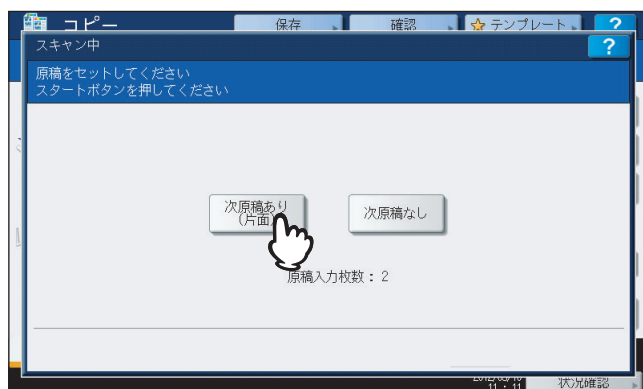 コピー
保存
確認
テンプレート
?
スキャン中
?
原稿をセットしてください
スタートボタンを押してください
次原稿あり
(片面
次原稿なし
原稿入力枚数: 2
11 : 11
状況確認